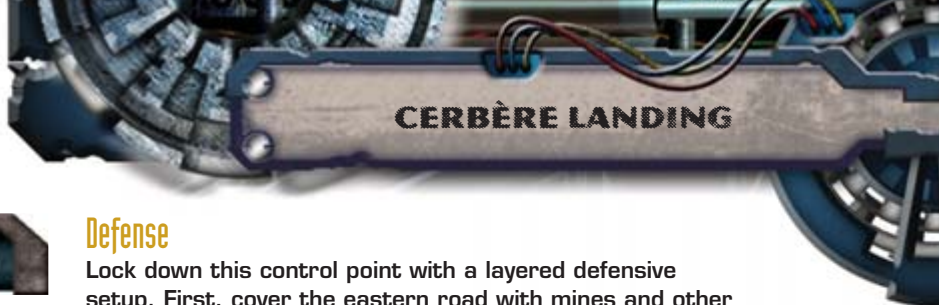 CERBÈRE LANDING
Defense
Lock down this control point with a layered defensive
setup. First, cover the eastern road with mines and other